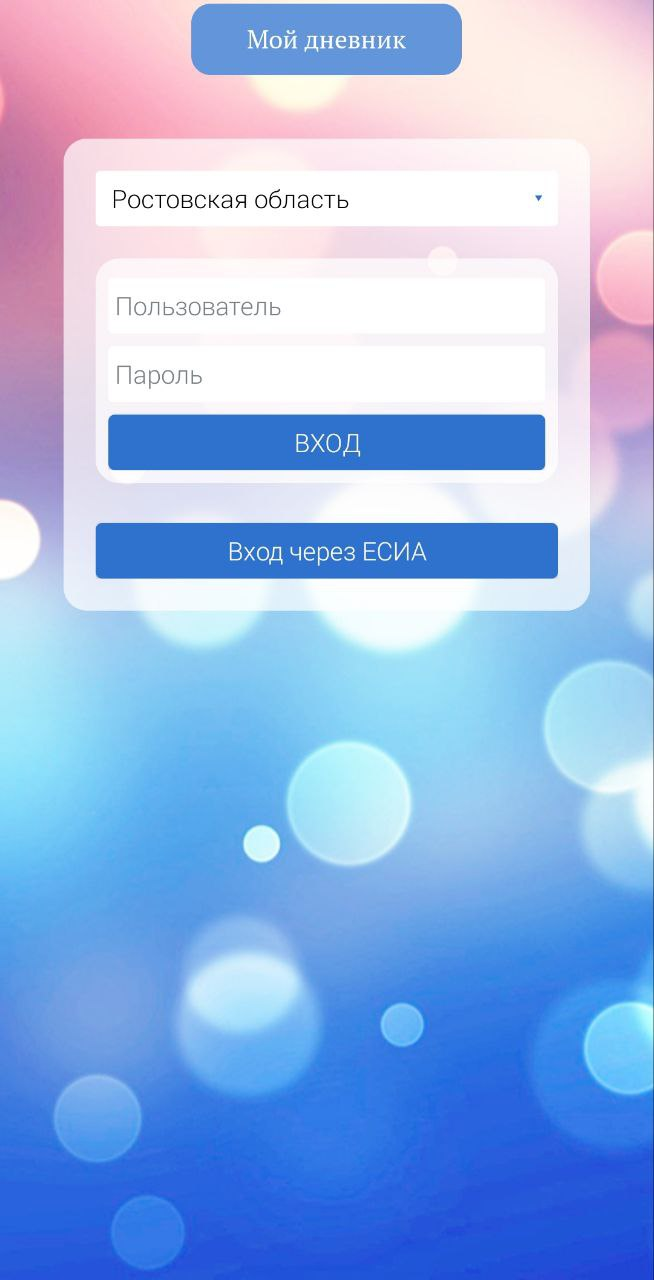 Мой дневник
Ростовская область
Пользователь
Пароль
ВХОД
Вход через ЕСИА